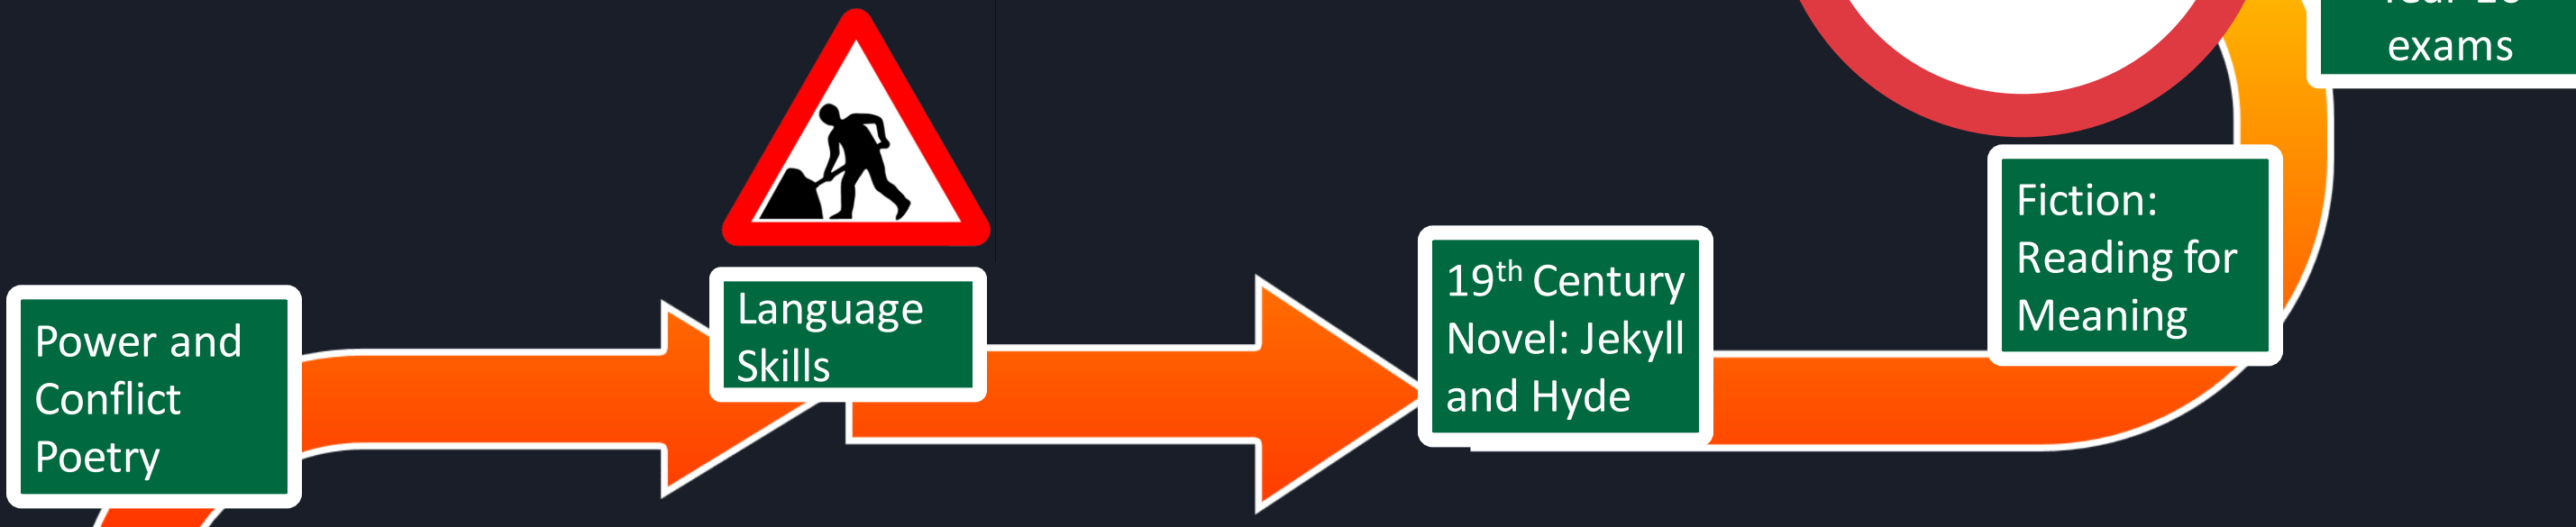 exams
Fiction:
Reading for
Meaning
19th Century
Novel: Jekyll
and Hyde
Language
Skills
Power and
Conflict
Poetry